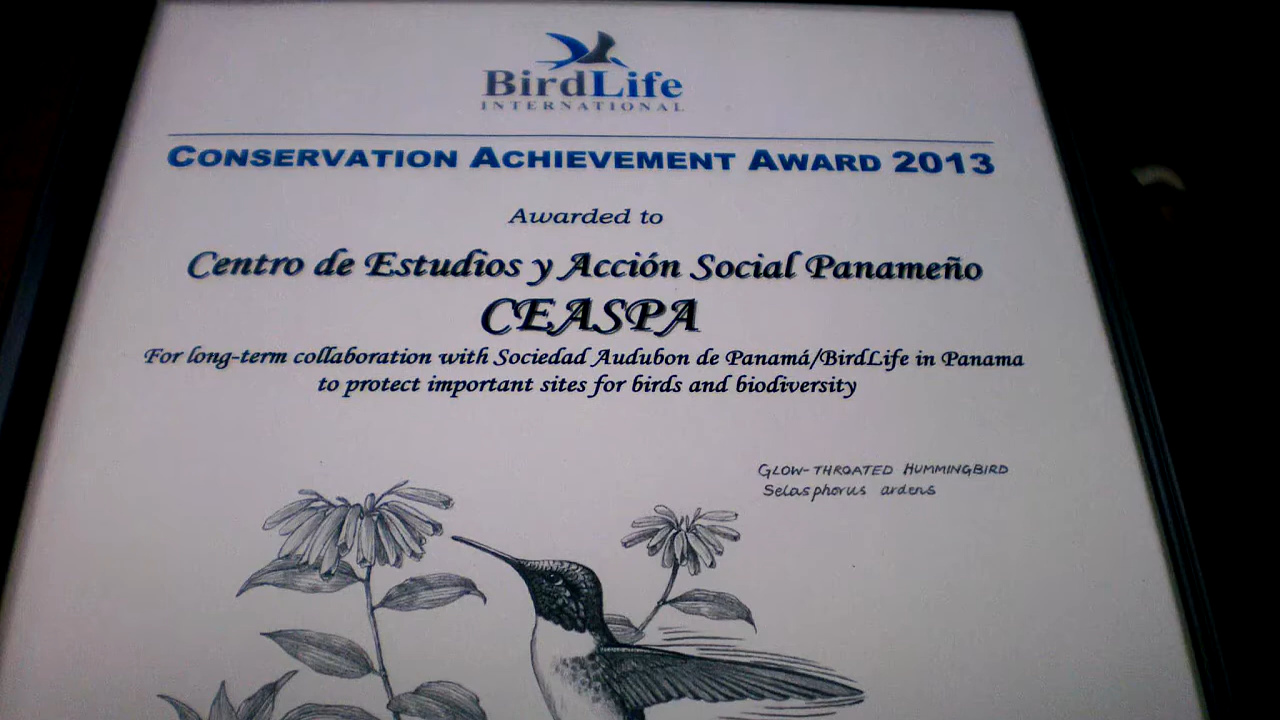 BirdLife
INTERNATIONAL
CONSERVATION ACHIEVEMENT AWARD 2013
Awarded to
Centro de Estudios y Acción Social Panameño
CEASPA
For long-term collaboration with Sociedad Audubon de Panamá/BirdLife in Panama
to protect important sites for birds and biodiversity
GLOW-THROATED HUMMINGBIRD
Selasphorus ardens